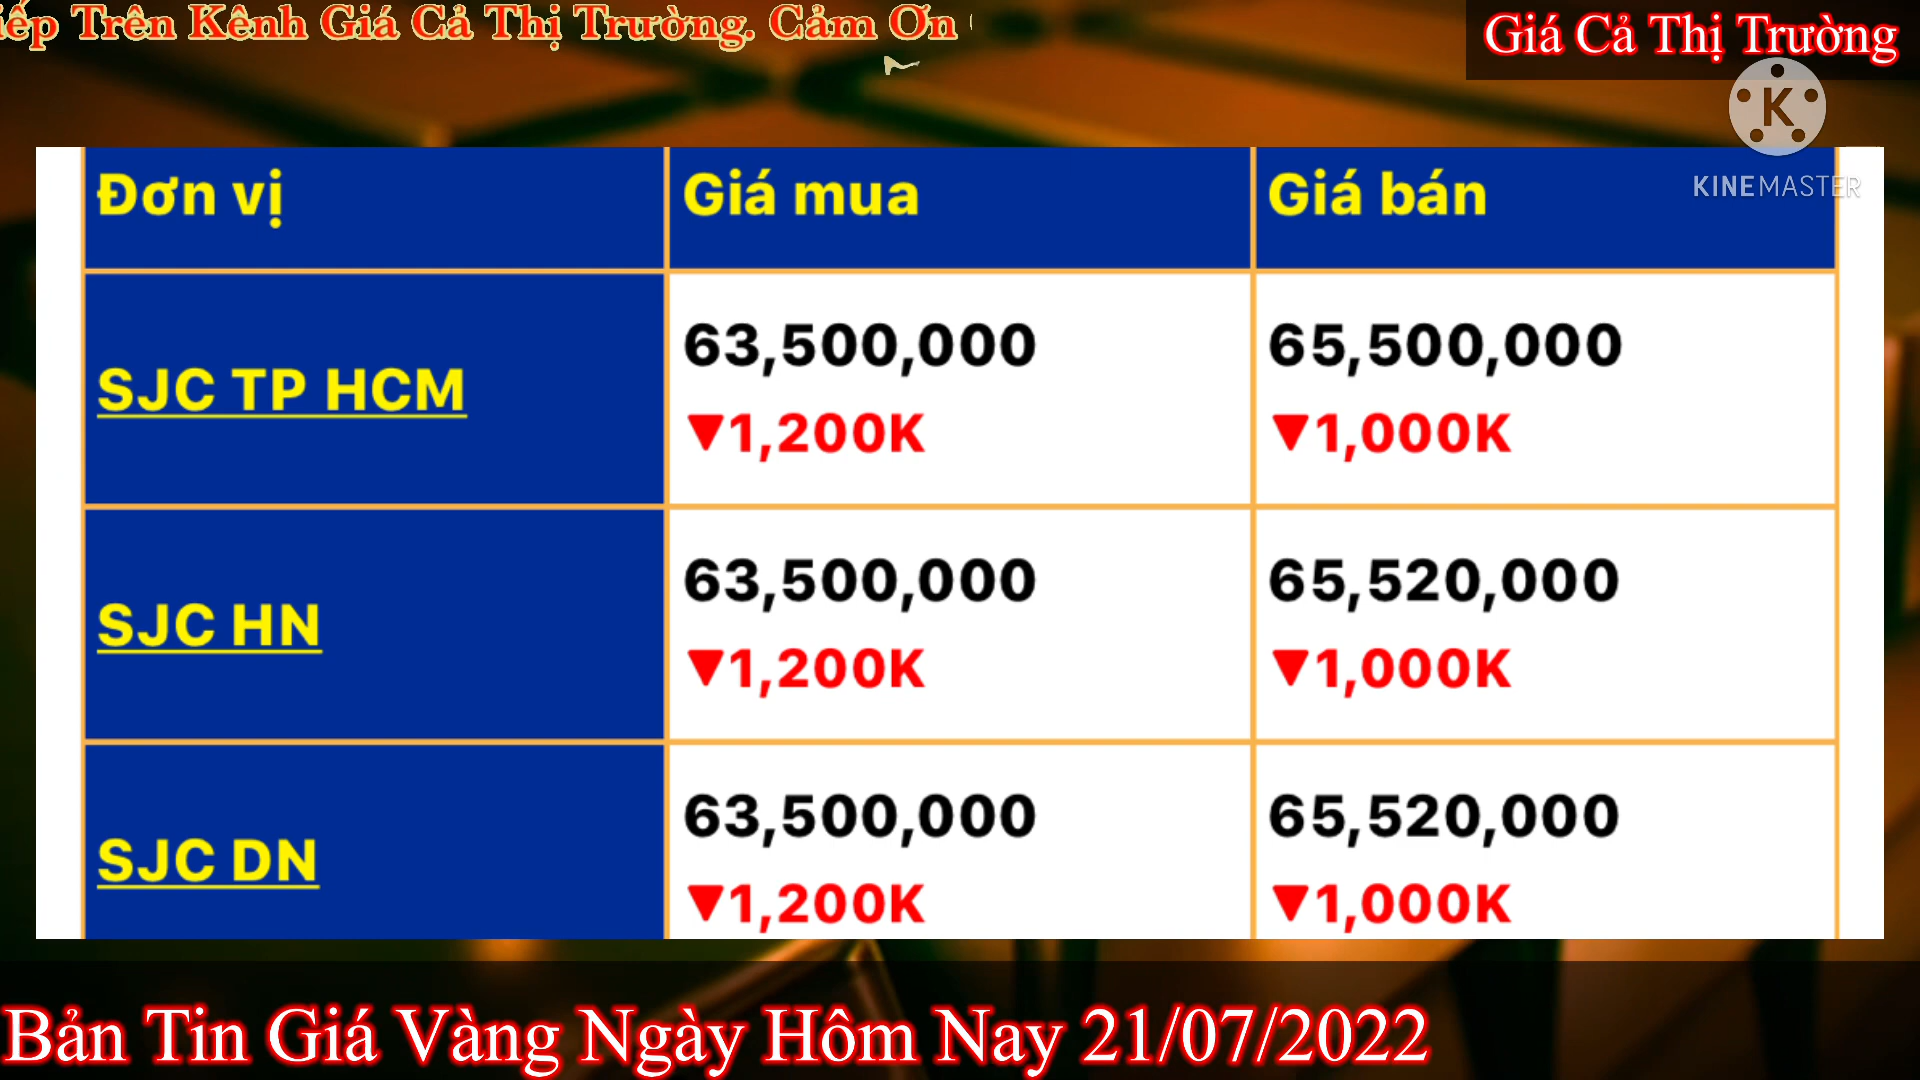 Trên Kênh Giá Cả Thị Trường. Cảm Ơn
Giá Cả Thị Trường
K
KINEMASTER
Đơn vị Giá mua Giá bán
SJC TP HCM 63,500,000 65,500,000
▼1,200K ▼1,000K
SJC HN 63,500,000 65,520,000
▼1,200K ▼1,000K
SJC DN 63,500,000 65,520,000
▼1,200K ▼1,000K
Bản Tin Giá Vàng Ngày Hôm Nay 21/07/2022